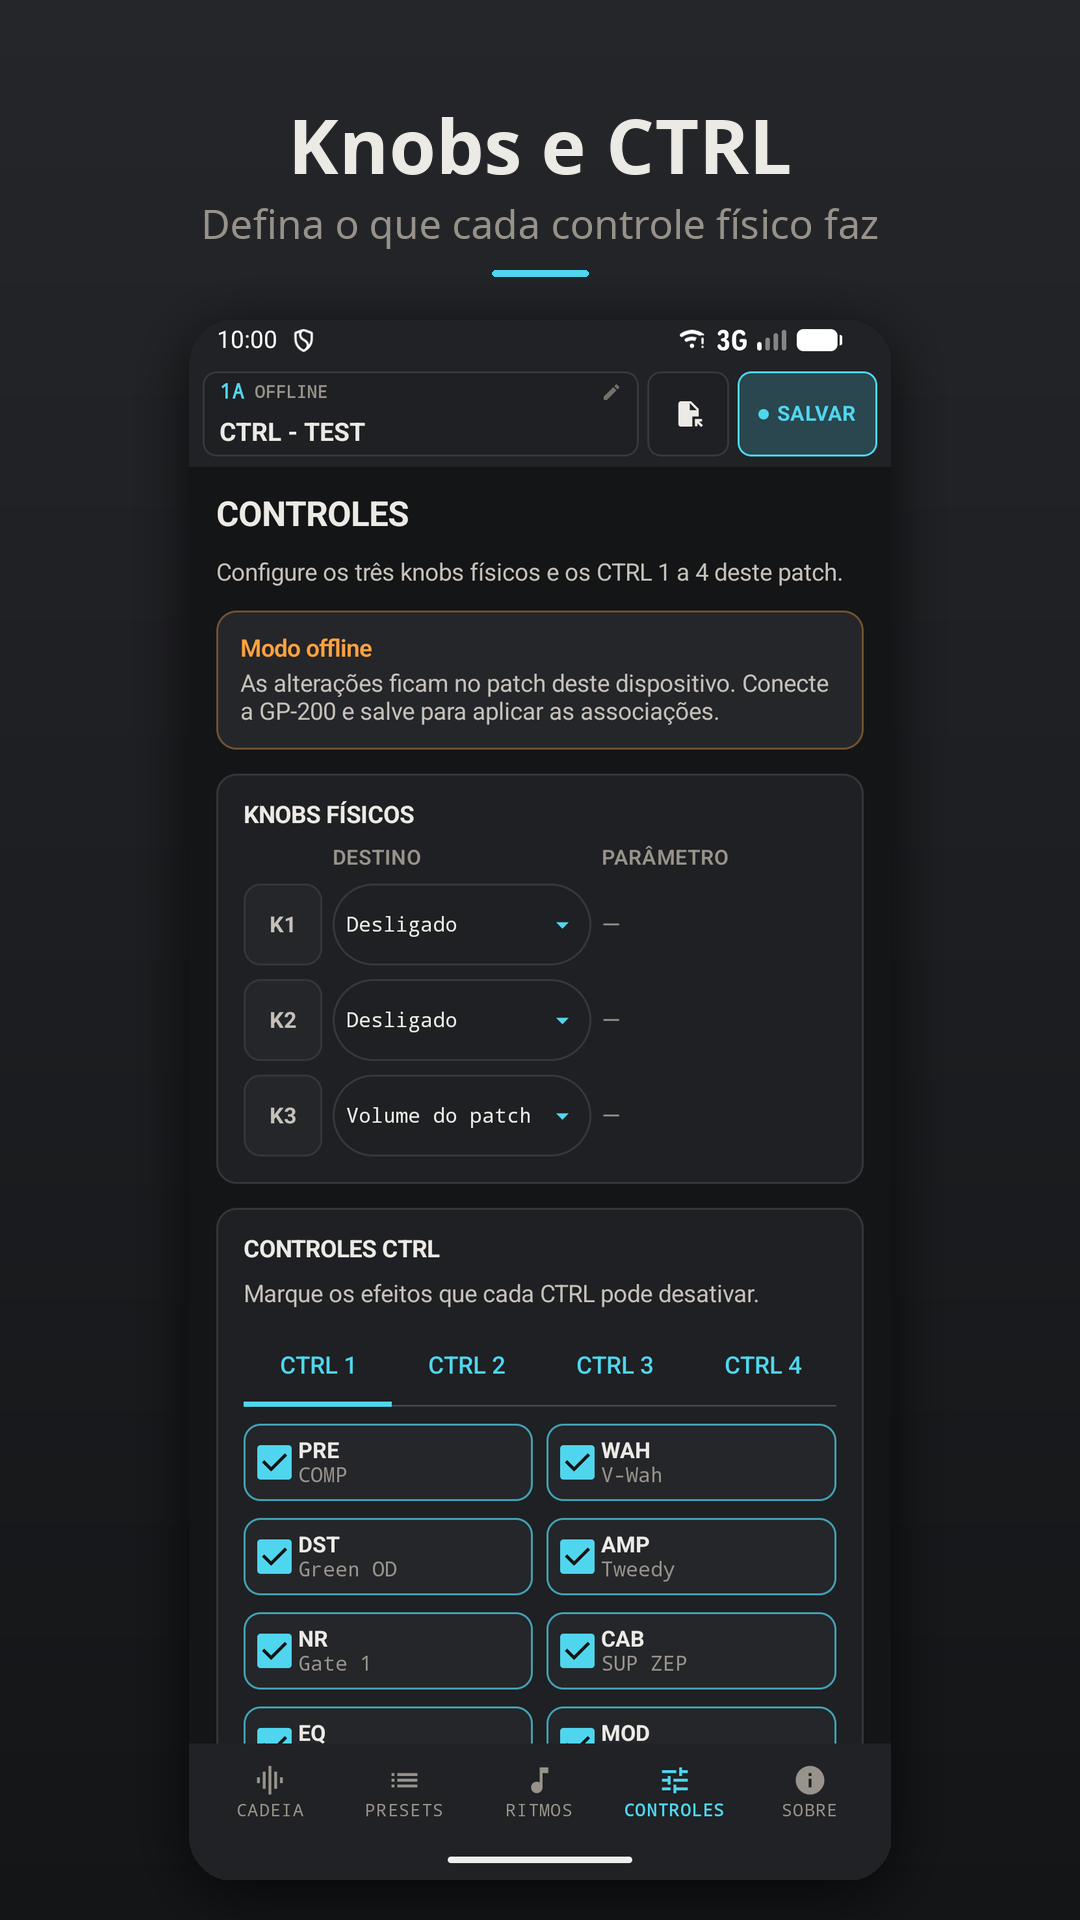 Knobs e CTRL
Defina o que cada controle físico faz
10:00
3G
1A OFFLINE
CTRL - TEST
SALVAR
CONTROLES
Configure os três knobs físicos e os CTRL 1 a 4 deste patch.
Modo offline
As alterações ficam no patch deste dispositivo. Conecte
a GP-200 e salve para aplicar as associações.
KNOBS FÍSICOS
DESTINO PARÂMETRO
K1 Desligado —
K2 Desligado —
K3 Volume do patch —
CONTROLES CTRL
Marque os efeitos que cada CTRL pode desativar.
CTRL 1 CTRL 2 CTRL 3 CTRL 4
PRE
COMP
WAH
V-Wah
DST
Green OD
AMP
Tweedy
NR
Gate 1
CAB
SUP ZEP
EQ
MOD
CADEIA PRESETS RITMOS CONTROLES SOBRE